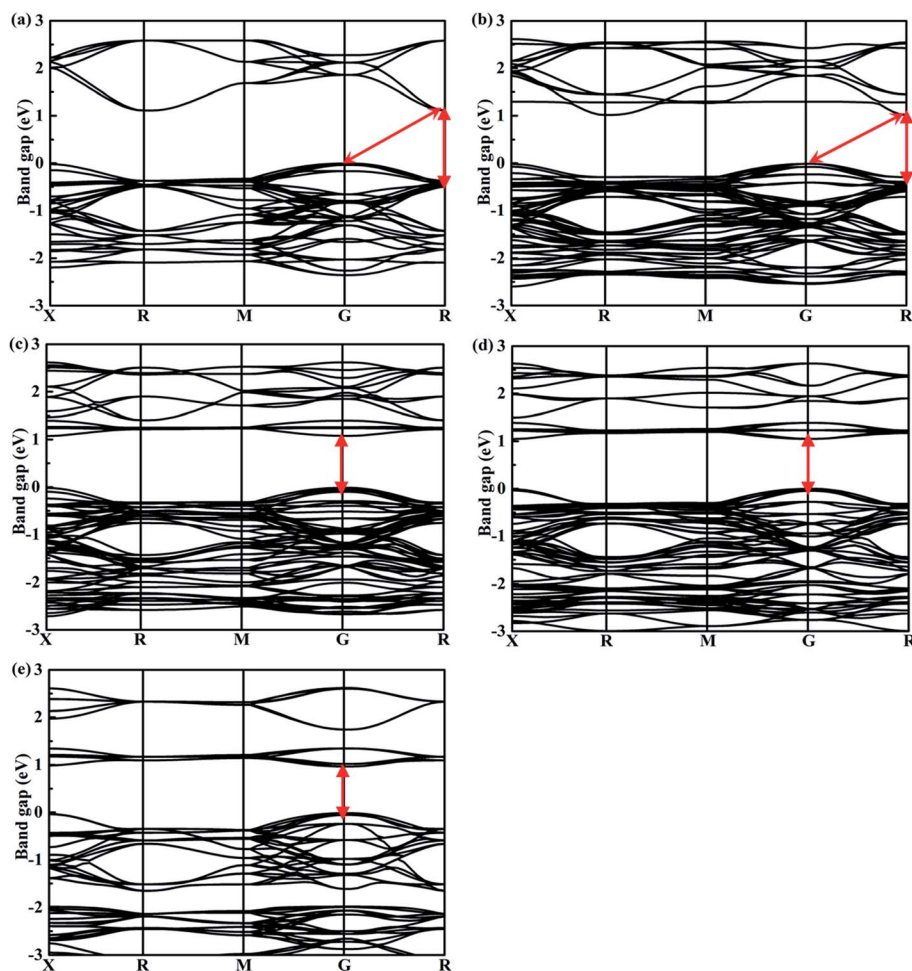 (a) 3
2
1
0
-1
-2
-3
Band gap (eV)
X R M G R
(b) 3
2
1
0
-1
-2
-3
Band gap (eV)
X R M G R
(c) 3
2
1
0
-1
-2
-3
Band gap (eV)
X R M G R
(d) 3
2
1
0
-1
-2
-3
Band gap (eV)
X R M G R
(e) 3
2
1
0
-1
-2
-3
Band gap (eV)
X R M G R